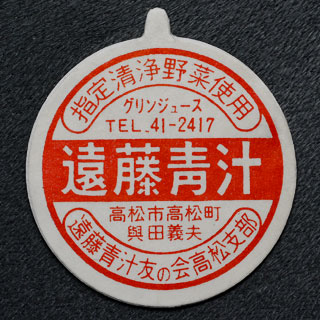 指定清浄野菜使用
グリンジュース
TEL.41-2417
遠藤青汁
高松市高松町
與田義夫
遠藤青汁友の会高松支部